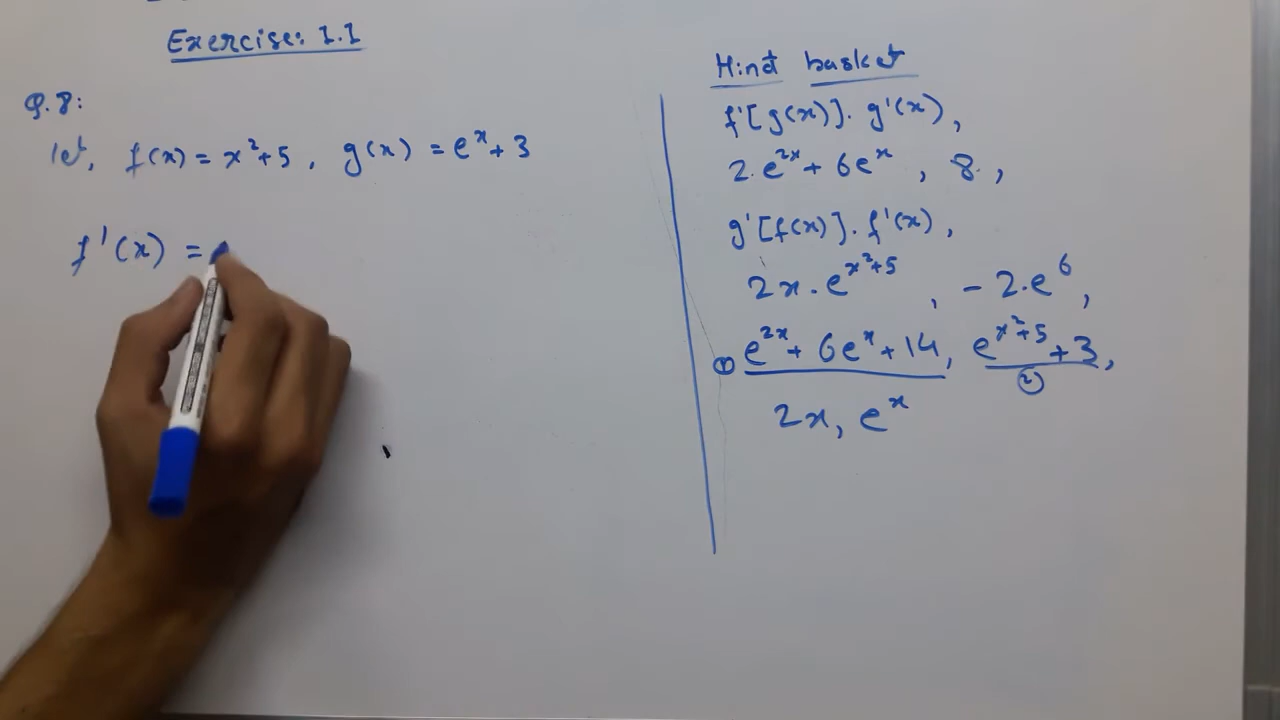 Exercise: 1.1
Q.8:
let, f(x) = x²+5, g(x) = eˣ+3
f'(x) =
Hint basket
f'[g(x)]. g'(x),
2.e²ˣ + 6eˣ, 8.,
g'[f(x)]. f'(x),
2x.e^(x²+5), -2.e⁶,
① e²ˣ + 6eˣ + 14, e^(x²+5) + 3,
②
2x, eˣ